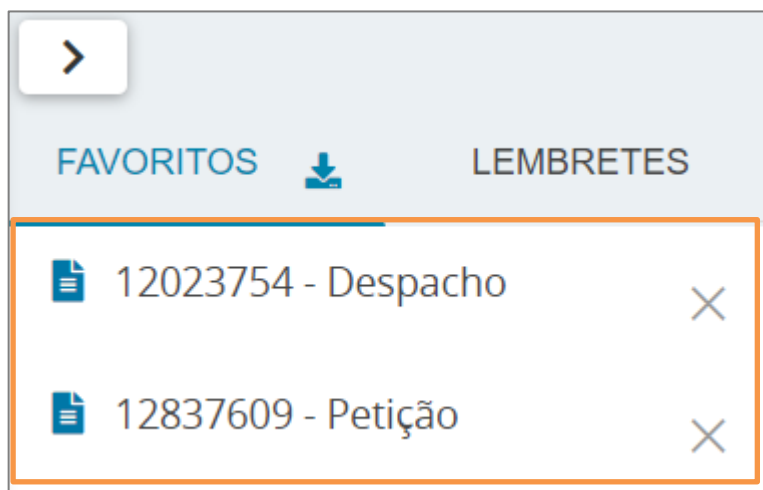 FAVORITOS LEMBRETES
12023754 - Despacho
12837609 - Petição